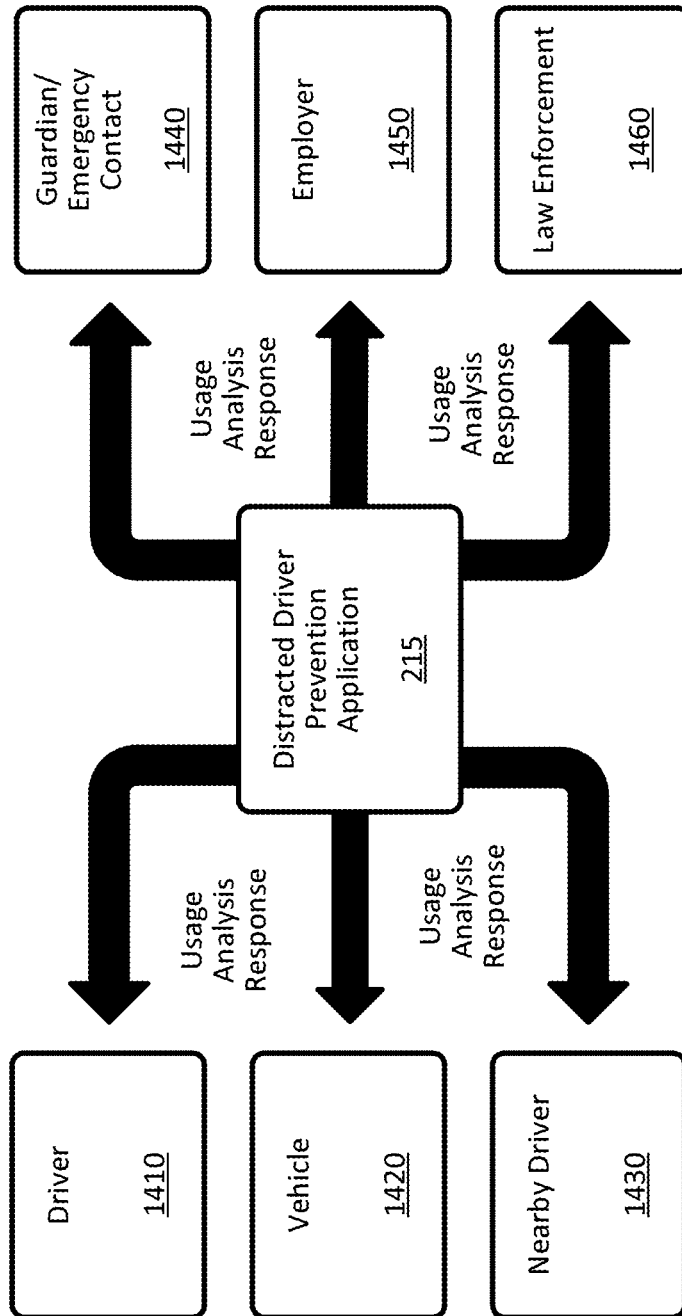 Driver
1410
Vehicle
1420
Nearby Driver
1430
Usage
Analysis
Response
Usage
Analysis
Response
Distracted Driver
Prevention
Application
215
Usage
Analysis
Response
Usage
Analysis
Response
Guardian/
Emergency
Contact
1440
Employer
1450
Law Enforcement
1460